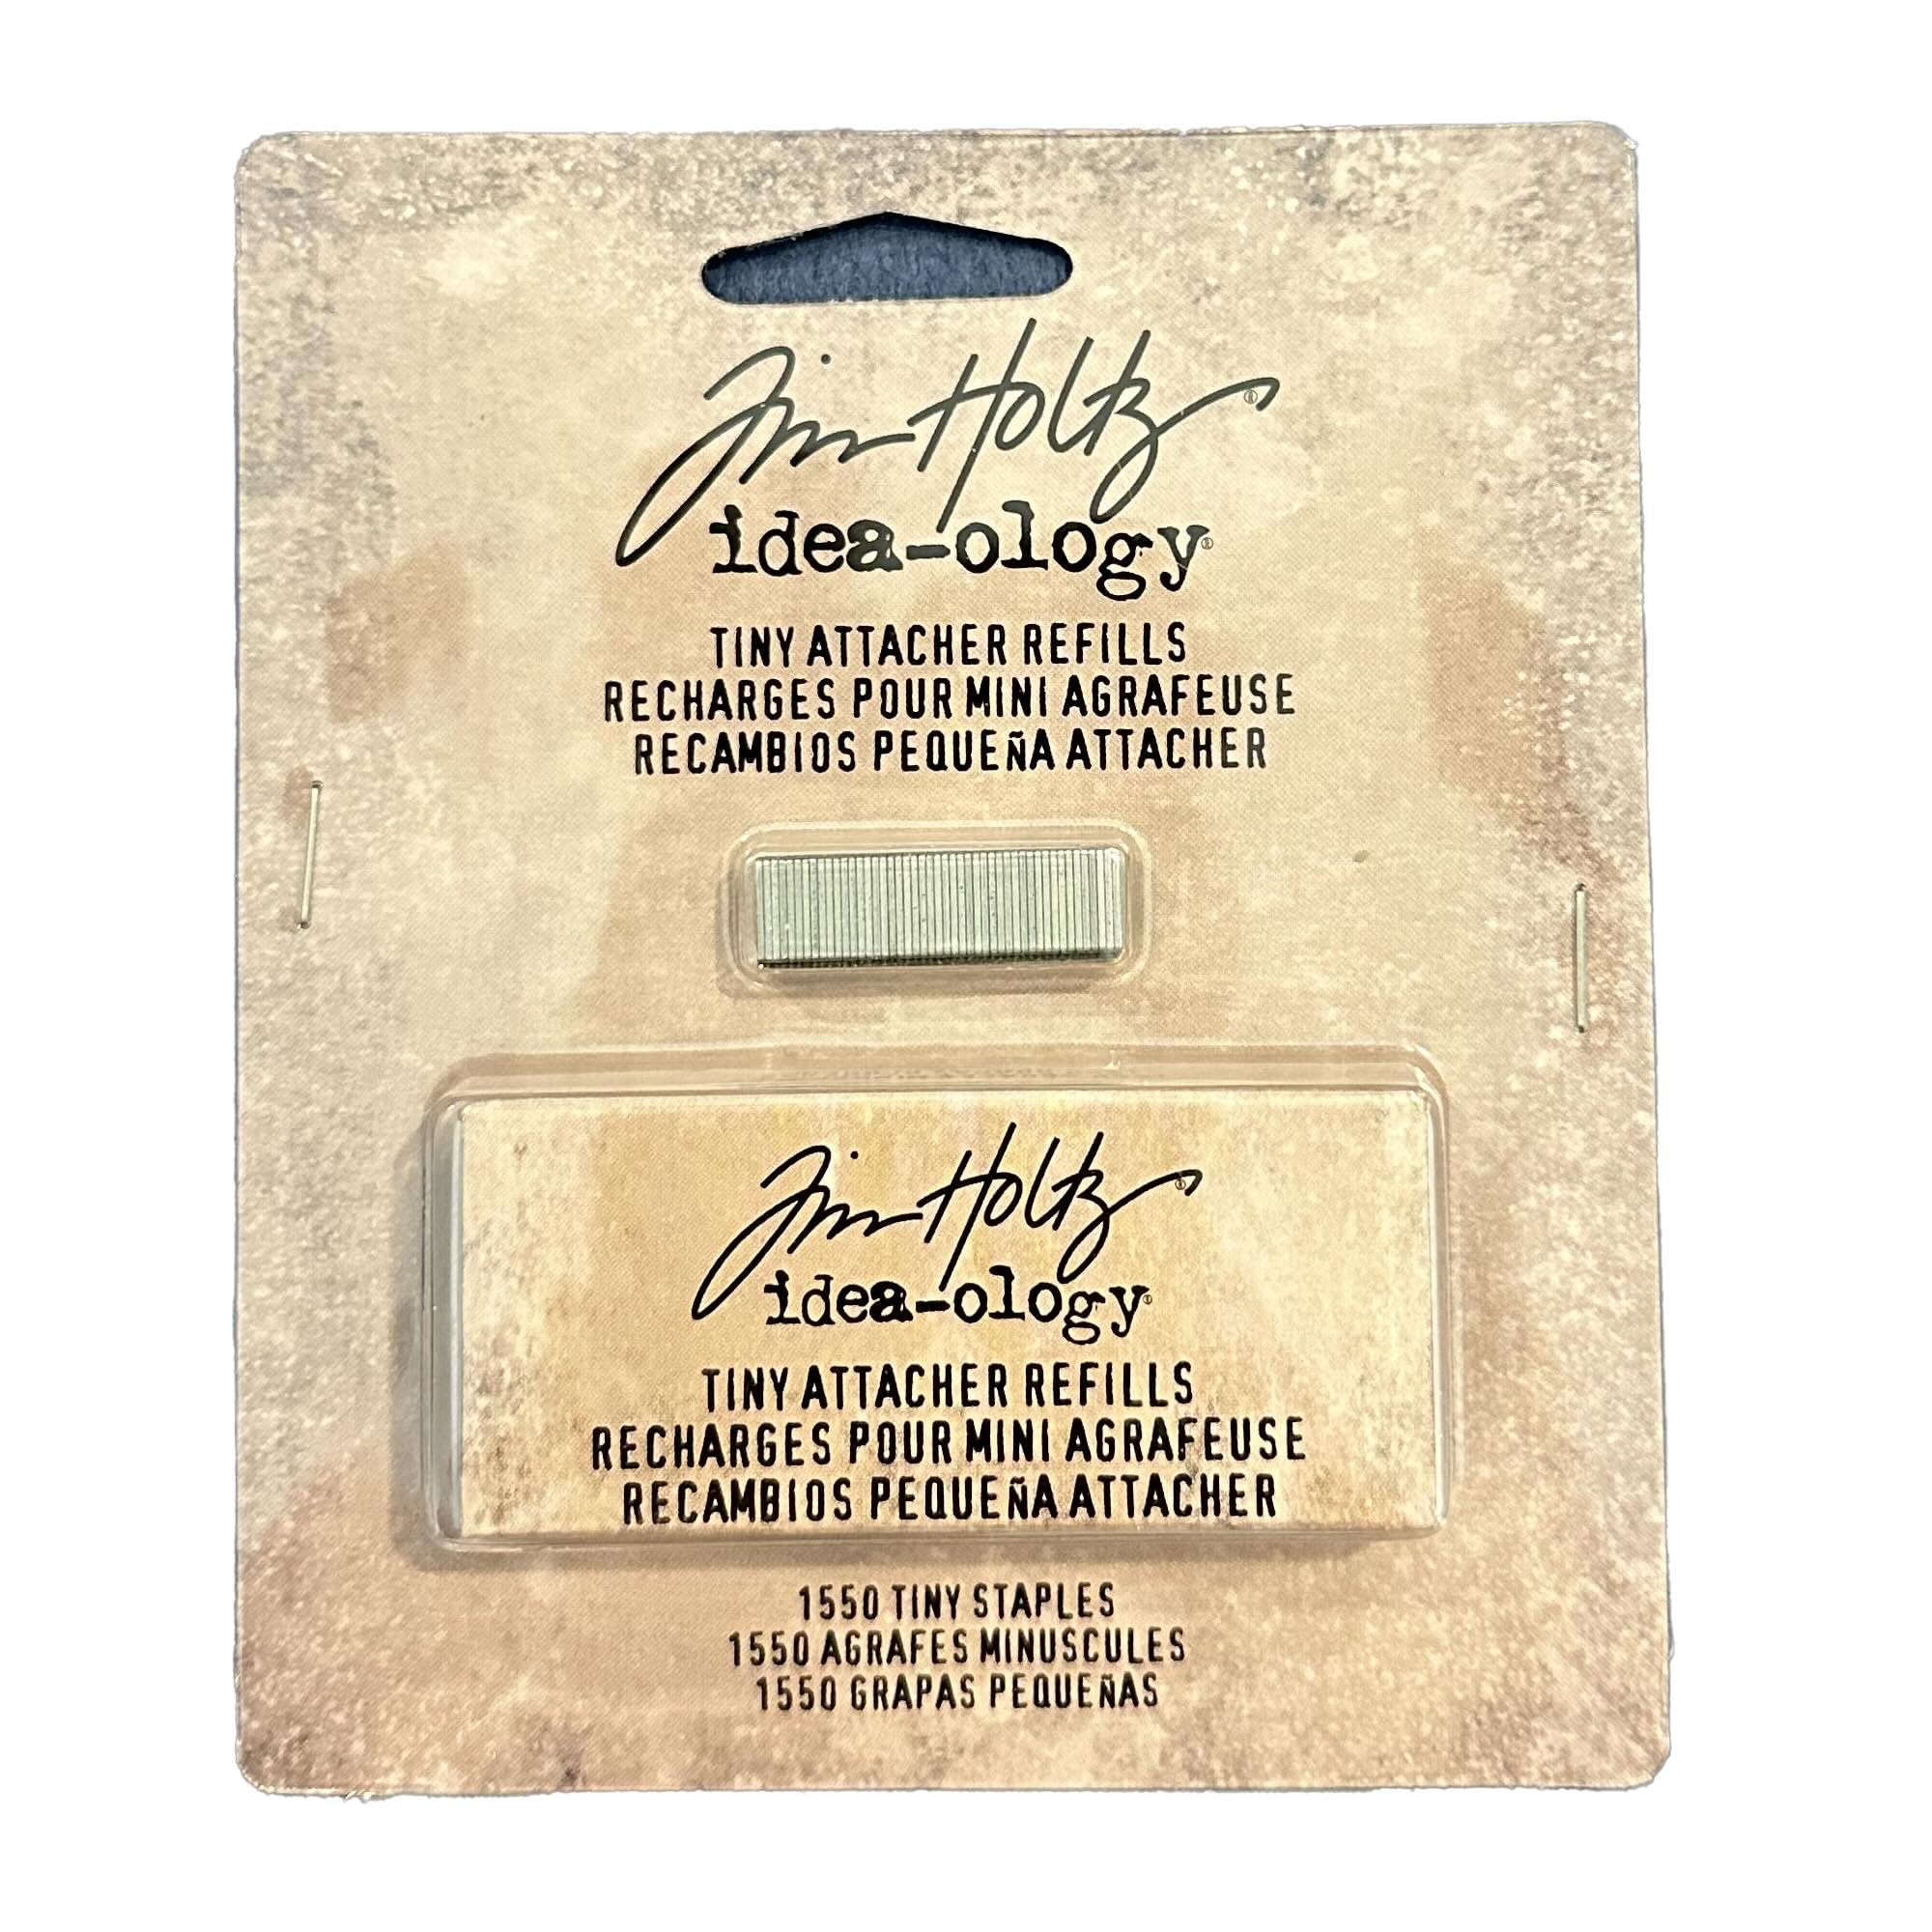 Tim Holtz®
idea-ology®
TINY ATTACHER REFILLS
RECHARGES POUR MINI AGRAFEUSE
RECAMBIOS PEQUEÑA ATTACHER
Tim Holtz®
idea-ology®
TINY ATTACHER REFILLS
RECHARGES POUR MINI AGRAFEUSE
RECAMBIOS PEQUEÑA ATTACHER
1550 TINY STAPLES
1550 AGRAFES MINUSCULES
1550 GRAPAS PEQUEÑAS